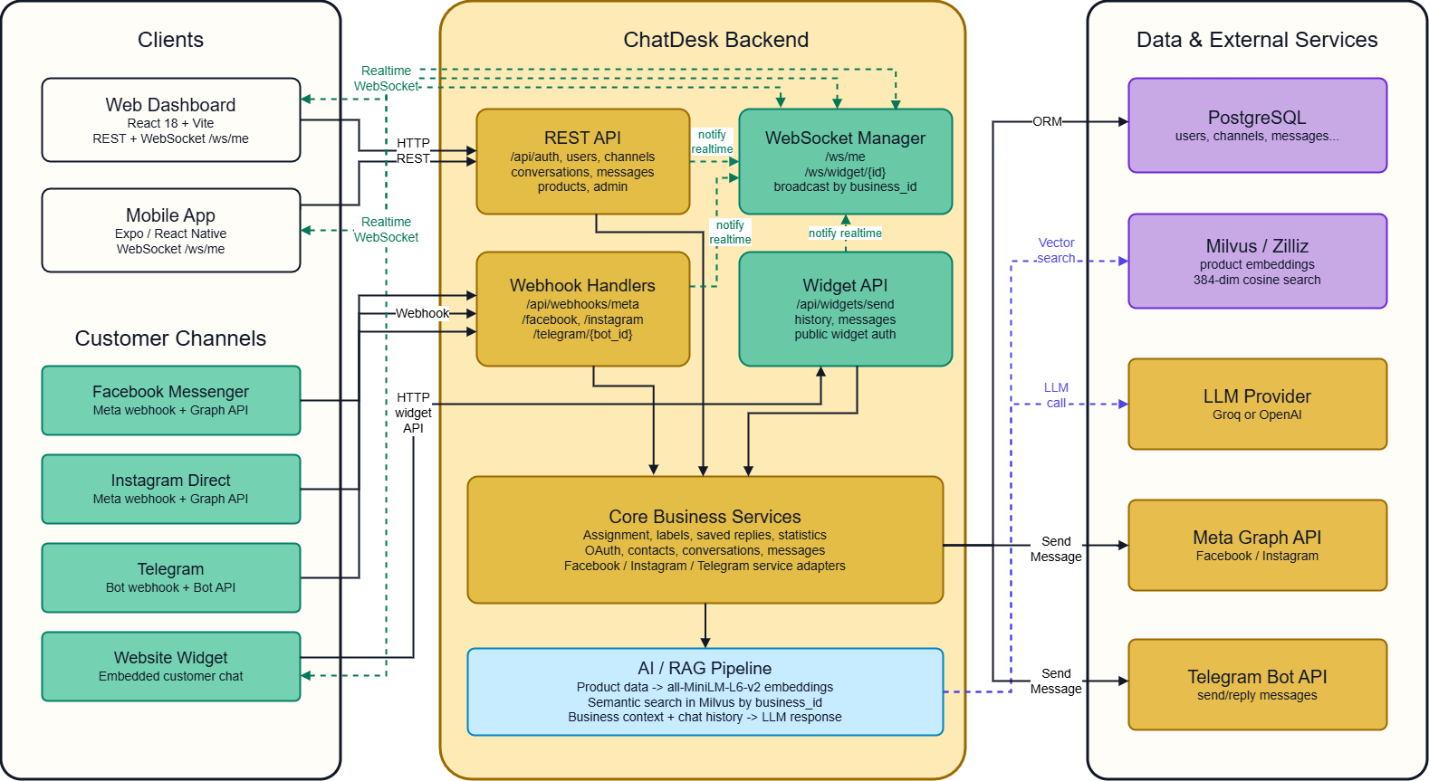 Clients
Web Dashboard
React 18 + Vite
REST + WebSocket /ws/me
Mobile App
Expo / React Native
WebSocket /ws/me
Customer Channels
Facebook Messenger
Meta webhook + Graph API
Instagram Direct
Meta webhook + Graph API
Telegram
Bot webhook + Bot API
Website Widget
Embedded customer chat
Realtime
WebSocket
HTTP
REST
Realtime
WebSocket
Webhook
HTTP
widget
API
ChatDesk Backend
REST API
/api/auth, users, channels
conversations, messages
products, admin
notify
realtime
WebSocket Manager
/ws/me
/ws/widget/{id}
broadcast by business_id
notify
realtime
notify realtime
Webhook Handlers
/api/webhooks/meta
/facebook, /instagram
/telegram/{bot_id}
Widget API
/api/widgets/send
history, messages
public widget auth
Core Business Services
Assignment, labels, saved replies, statistics
OAuth, contacts, conversations, messages
Facebook / Instagram / Telegram service adapters
AI / RAG Pipeline
Product data -> all-MiniLM-L6-v2 embeddings
Semantic search in Milvus by business_id
Business context + chat history -> LLM response
ORM
Vector
search
LLM
call
Send
Message
Send
Message
Data & External Services
PostgreSQL
users, channels, messages...
Milvus / Zilliz
product embeddings
384-dim cosine search
LLM Provider
Groq or OpenAI
Meta Graph API
Facebook / Instagram
Telegram Bot API
send/reply messages